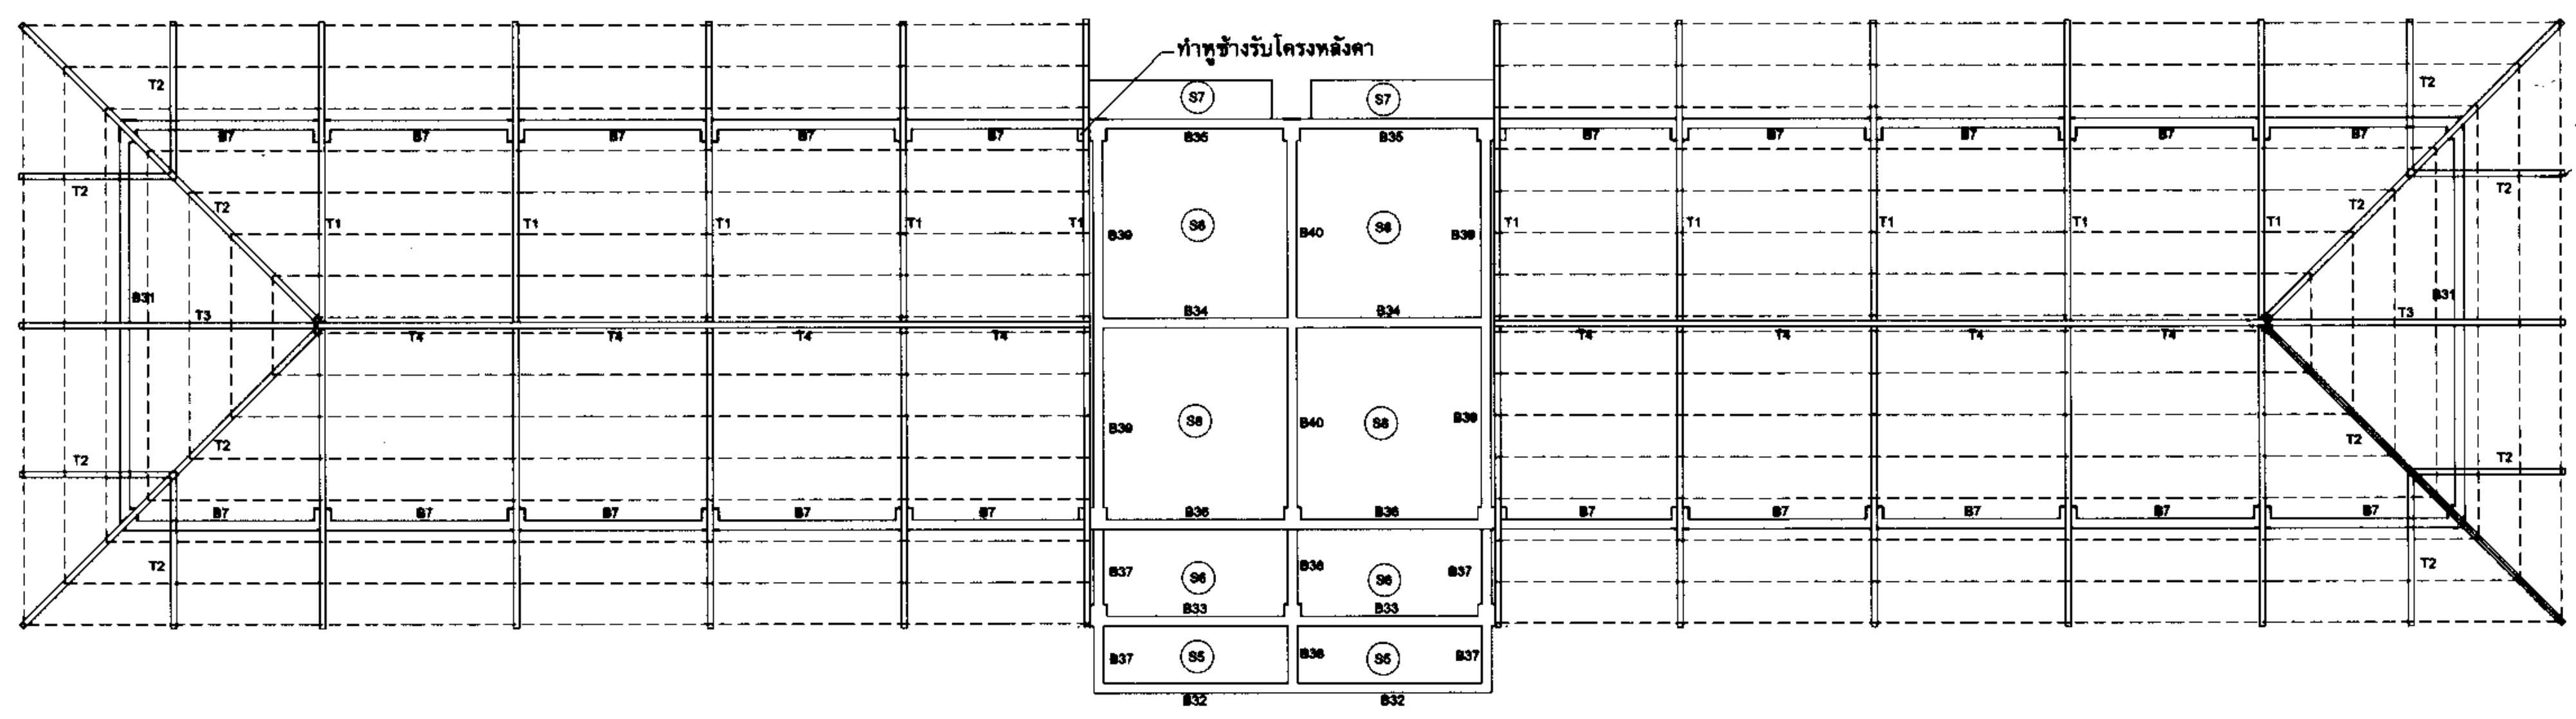 ทำหูช้างรับโครงหลังคา
T2 T2
S7 S7
B7 B7 B7 B7 B7 B35 B35 B7 B7 B7 B7 B7
T2 T2 T2 T2
T1 T1 T1 T1 T1 B39 S8 B40 S8 B39 T1 T1 T1 T1 T1
B31 B31
T3 B34 B34 T3
T4 T4 T4 T4 T4 T4 T4 T4
B39 S8 B40 S8 B39
T2 T2 T2 T2
B7 B7 B7 B7 B7 B36 B36 B7 B7 B7 B7 B7
T2 B37 S6 B38 S6 B37 T2
B33 B33
B37 S5 B38 S5 B37
B32 B32